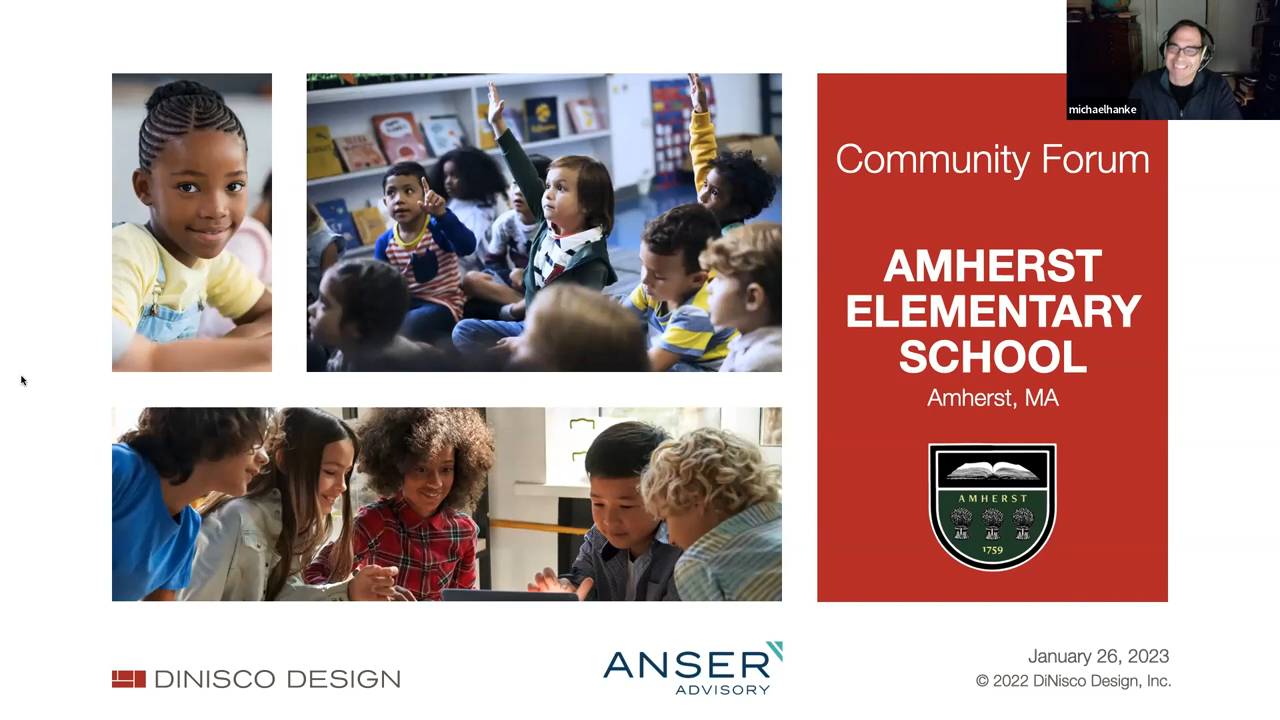 michaelhanke
Community Forum
AMHERST
ELEMENTARY
SCHOOL
Amherst, MA
AMHERST
1759
DINISCO DESIGN
ANSER
ADVISORY
January 26, 2023
© 2022 DiNisco Design, Inc.